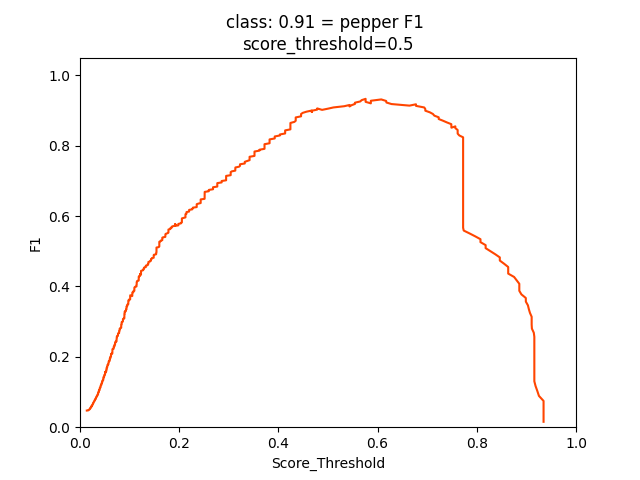 class: 0.91 = pepper F1
score_threshold=0.5
1.0
0.8
0.6
0.4
0.2
0.0
F1
0.0 0.2 0.4 0.6 0.8 1.0
Score_Threshold